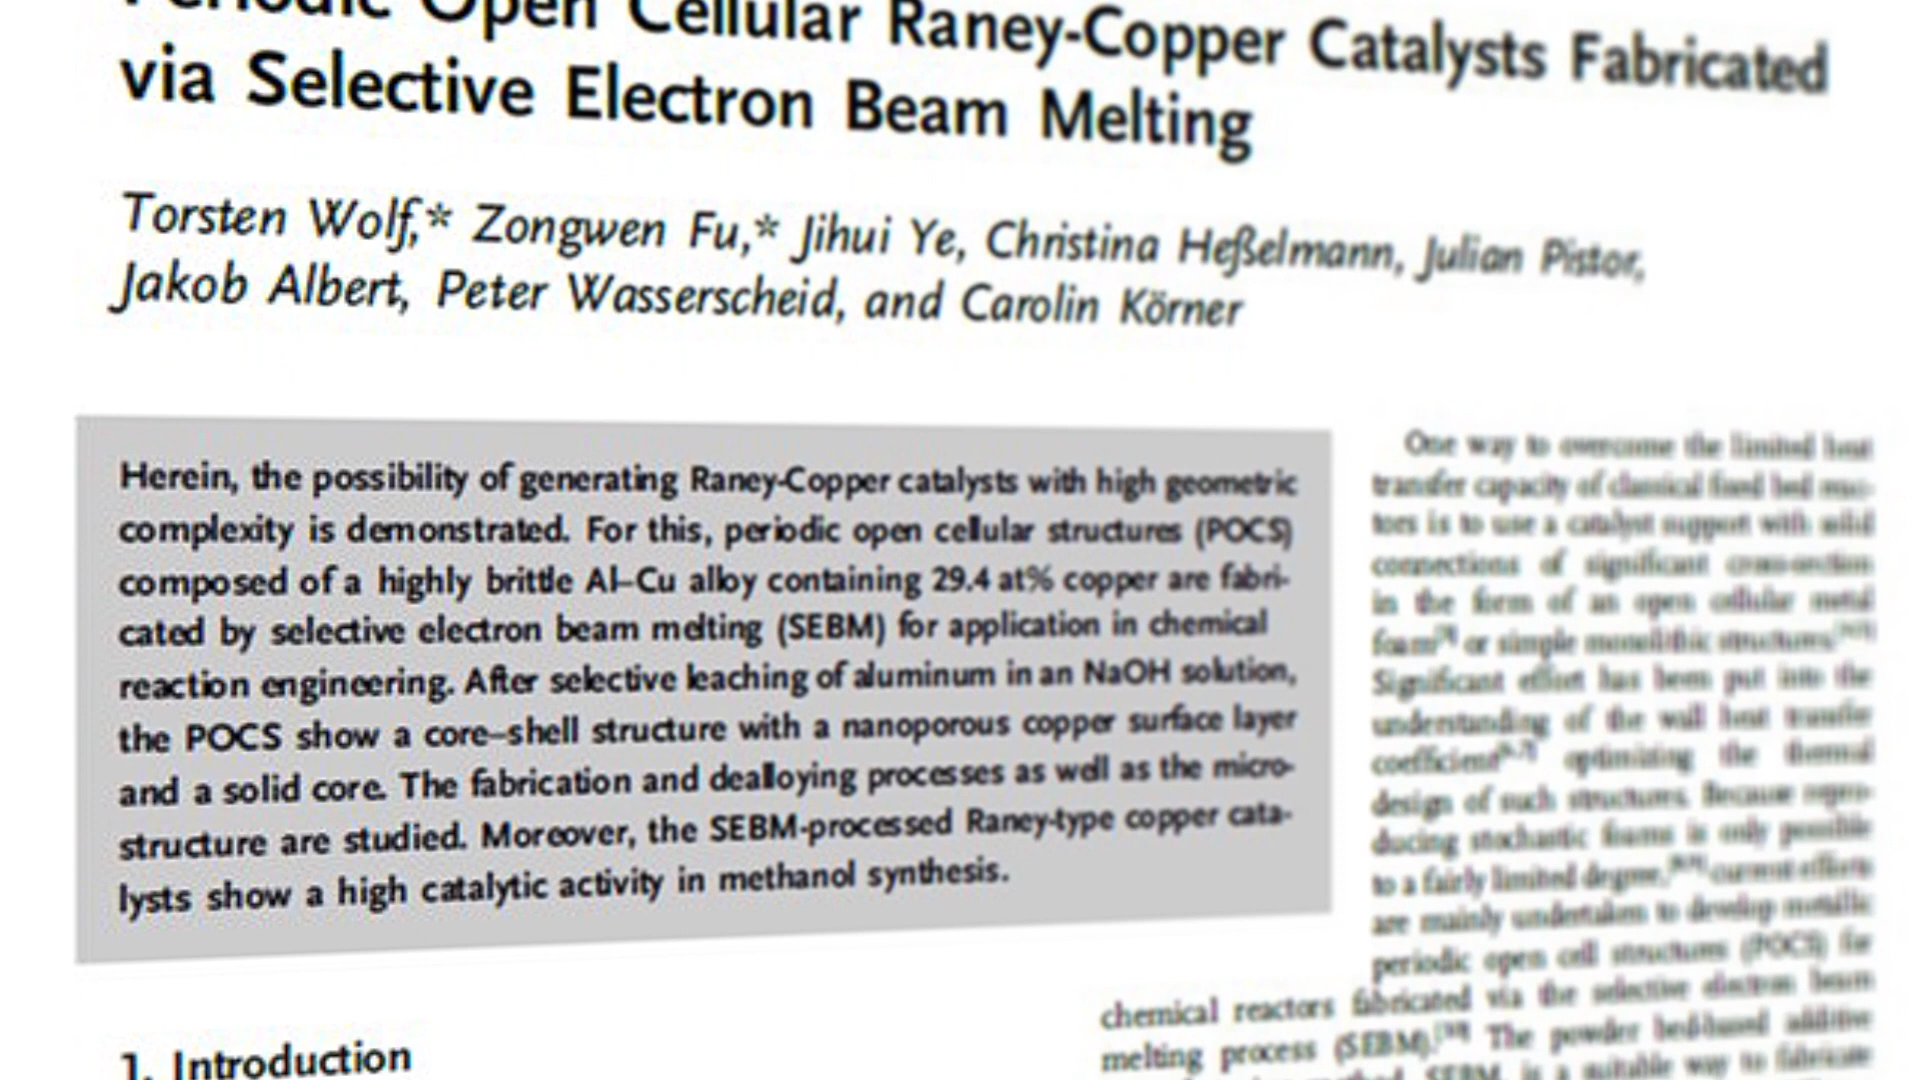 Periodic Open Cellular Raney-Copper Catalysts Fabricated
via Selective Electron Beam Melting
Torsten Wolf,* Zongwen Fu,* Jihui Ye, Christina Heßelmann, Julian Pistor,
Jakob Albert, Peter Wasserscheid, and Carolin Körner
Herein, the possibility of generating Raney-Copper catalysts with high geometric
complexity is demonstrated. For this, periodic open cellular structures (POCS)
composed of a highly brittle Al–Cu alloy containing 29.4 at% copper are fabri-
cated by selective electron beam melting (SEBM) for application in chemical
reaction engineering. After selective leaching of aluminum in an NaOH solution,
the POCS show a core–shell structure with a nanoporous copper surface layer
and a solid core. The fabrication and dealloying processes as well as the micro-
structure are studied. Moreover, the SEBM-processed Raney-type copper cata-
lysts show a high catalytic activity in methanol synthesis.
1. Introduction
One way to overcome the limited heat
transfer capacity of classical fixed bed reac-
tors is to use a catalyst support with solid
connections of significant cross-section
in the form of an open cellular metal
foam or simple monolithic structures.
Significant effort has been put into the
understanding of the wall heat transfer
coefficient optimizing the thermal
design of such structures. Because repro-
ducing stochastic foams is only possible
to a fairly limited degree, current efforts
are mainly undertaken to develop metallic
periodic open cell structures (POCS) for
chemical reactors fabricated via the selective electron beam
melting process (SEBM). The powder bed-based additive
SEBM, is a suitable way to fabricate